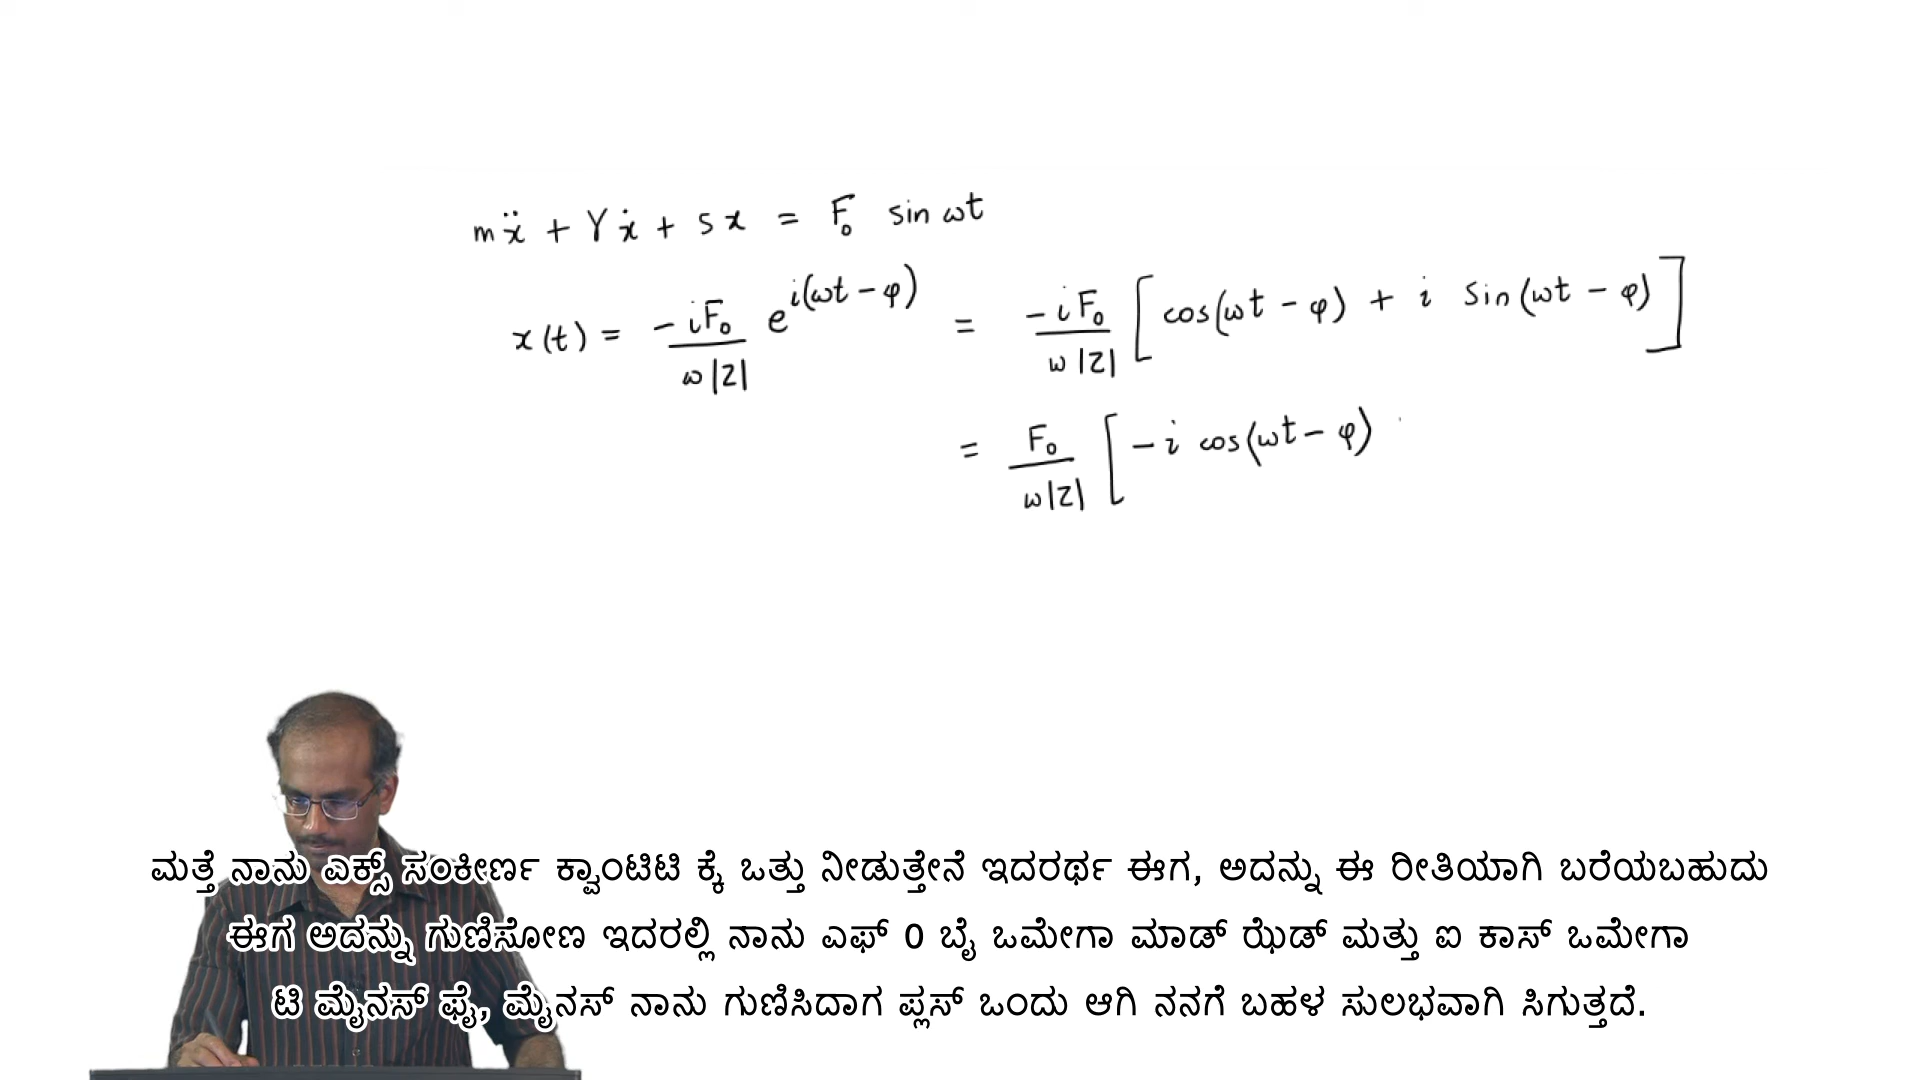 mẍ + γẋ + sx = F₀ sin ωt
x(t) = -iF₀ / ω|Z| e^{i(ωt - φ)} = -iF₀ / ω|Z| [cos(ωt - φ) + i sin(ωt - φ)]
= F₀ / ω|Z| [-i cos(ωt - φ)
ಮತ್ತೆ ನಾನು ಎಕ್ಸ್ ಸಂಕೀರ್ಣ ಕ್ವಾಂಟಿಟಿ ಕ್ಕೆ ಒತ್ತು ನೀಡುತ್ತೇನೆ ಇದರರ್ಥ ಈಗ, ಅದನ್ನು ಈ ರೀತಿಯಾಗಿ ಬರೆಯಬಹುದು
ಈಗ ಅದನ್ನು ಗುಣಿಸೋಣ ಇದರಲ್ಲಿ ನಾನು ಎಫ್ 0 ಬೈ ಒಮೇಗಾ ಮಾಡ್ ಝೆಡ್ ಮತ್ತು ಐ ಕಾಸ್ ಒಮೇಗಾ
ಟಿ ಮೈನಸ್ ಫೈ, ಮೈನಸ್ ನಾನು ಗುಣಿಸಿದಾಗ ಪ್ಲಸ್ ಒಂದು ಆಗಿ ನನಗೆ ಬಹಳ ಸುಲಭವಾಗಿ ಸಿಗುತ್ತದೆ.